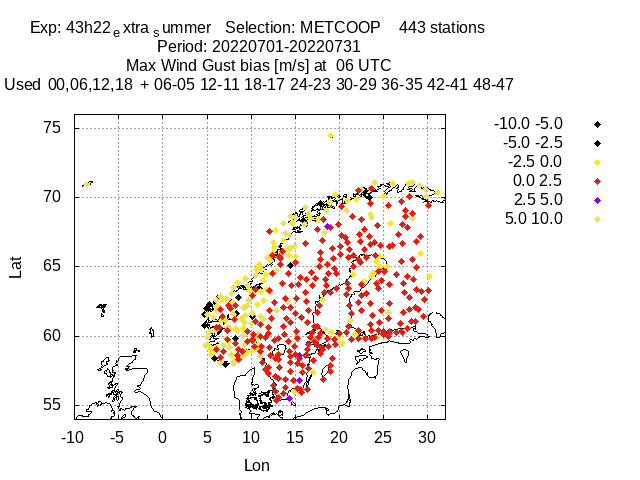 Exp: 43h22extrasummer Selection: METCOOP 443 stations
Period: 20220701-20220731
Max Wind Gust bias [m/s] at 06 UTC
Used 00,06,12,18 + 06-05 12-11 18-17 24-23 30-29 36-35 42-41 48-47
-10.0 -5.0
-5.0 -2.5
-2.5 0.0
0.0 2.5
2.5 5.0
5.0 10.0
75
70
65
60
55
Lat
-10 -5 0 5 10 15 20 25 30
Lon